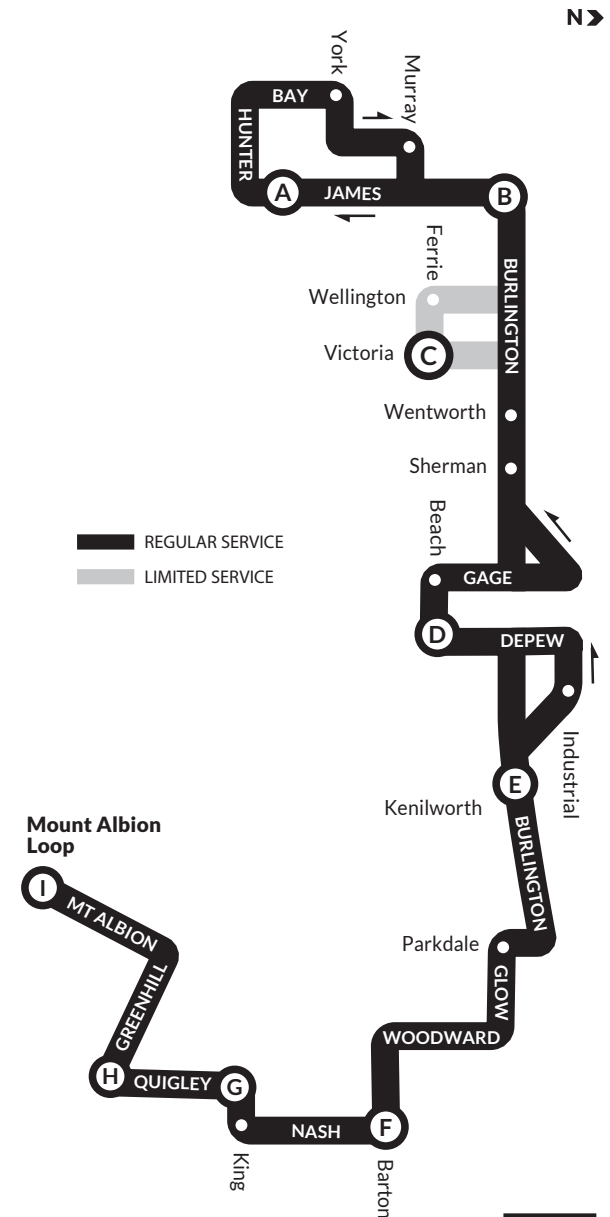 N
York
Murray
BAY
HUNTER
A
JAMES
B
Ferrie
BURLINGTON
Wellington
Victoria
C
Wentworth
Sherman
Beach
REGULAR SERVICE
LIMITED SERVICE
GAGE
D
DEPEW
Industrial
E
Kenilworth
BURLINGTON
Mount Albion
Loop
I
MT ALBION
GREENHILL
Parkdale
GLOW
WOODWARD
H
QUIGLEY
G
NASH
F
King
Barton